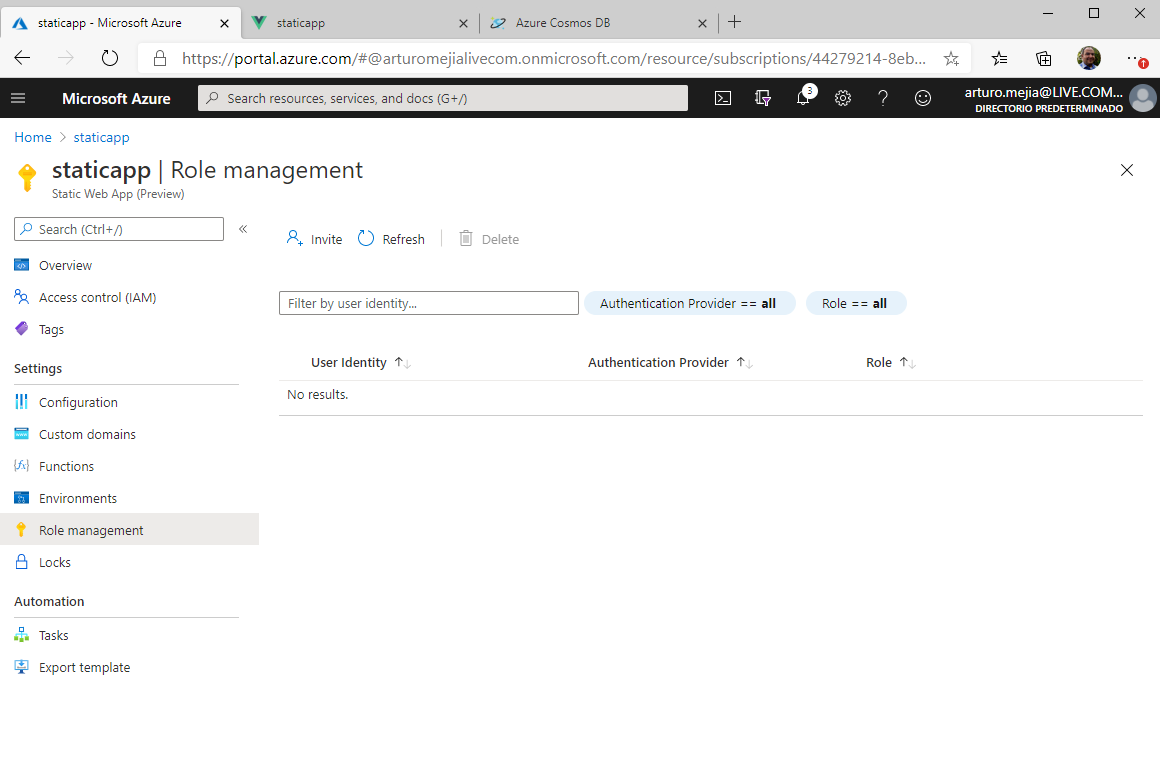 staticapp - Microsoft Azure
staticapp
Azure Cosmos DB
https://portal.azure.com/#@arturomejialivecom.onmicrosoft.com/resource/subscriptions/44279214-8eb...
Microsoft Azure
Search resources, services, and docs (G+/)
3
arturo.mejia@LIVE.COM...
DIRECTORIO PREDETERMINADO
Home > staticapp
staticapp | Role management
Static Web App (Preview)
Search (Ctrl+/)
«
Invite
Refresh
Delete
Overview
Access control (IAM)
Tags
Settings
Configuration
Custom domains
Functions
Environments
Role management
Locks
Automation
Tasks
Export template
Filter by user identity...
Authentication Provider == all
Role == all
User Identity
Authentication Provider
Role
No results.